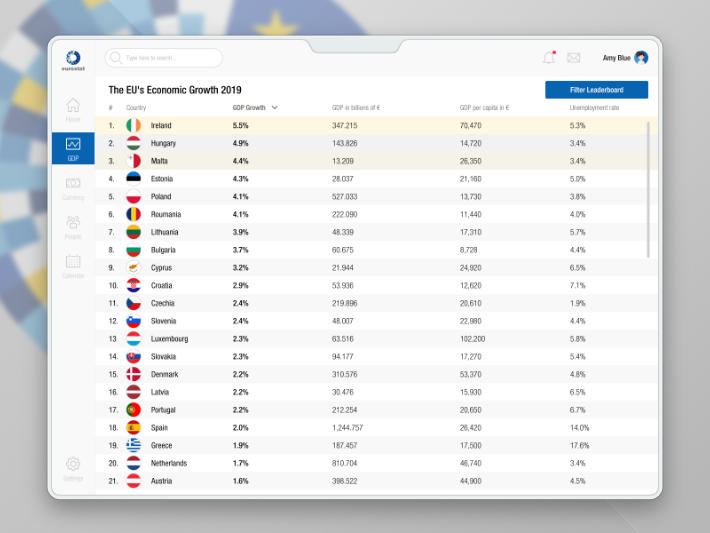 eurostat
Type here to search...
Amy Blue
The EU's Economic Growth 2019
Filter Leaderboard
# Country GDP Growth GDP in billions of € GDP per capita in € Unemployment rate
1. Ireland 5.5% 347.215 70,470 5.3%
2. Hungary 4.9% 143.826 14,720 3.4%
3. Malta 4.4% 13.209 26,350 3.4%
4. Estonia 4.3% 28.037 21,160 5.0%
5. Poland 4.1% 527.033 13,730 3.8%
6. Roumania 4.1% 222.090 11,440 4.0%
7. Lithuania 3.9% 48.339 17,310 5.7%
8. Bulgaria 3.7% 60.675 8,728 4.4%
9. Cyprus 3.2% 21.944 24,920 6.5%
10. Croatia 2.9% 53.936 12,620 7.1%
11. Czechia 2.4% 219.896 20,610 1.9%
12. Slovenia 2.4% 48.007 22,980 4.4%
13 Luxembourg 2.3% 63.516 102,200 5.8%
14. Slovakia 2.3% 94.177 17,270 5.4%
15. Denmark 2.2% 310.576 53,370 4.8%
16. Latvia 2.2% 30.476 15,930 6.5%
17. Portugal 2.2% 212.254 20,650 6.7%
18. Spain 2.0% 1,244.757 26,420 14.0%
19. Greece 1.9% 187.457 17,500 17.6%
20. Netherlands 1.7% 810.704 46,740 3.4%
21. Austria 1.6% 398.522 44,900 4.5%
Home
GDP
Currency
People
Calendar
Settings